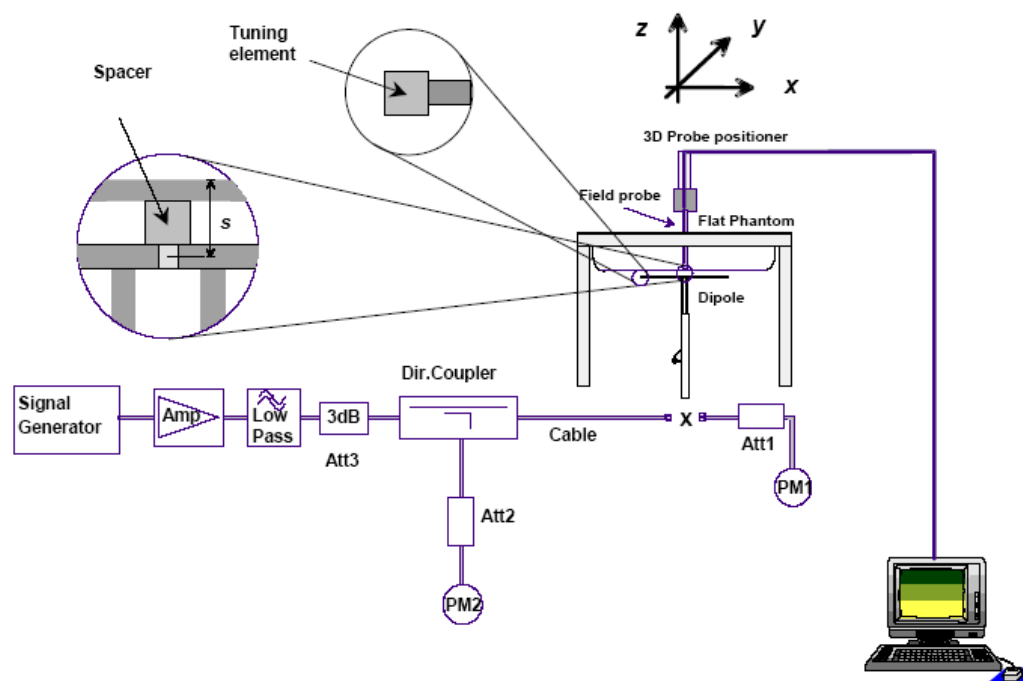 Tuning
element
Spacer
z
y
x
3D Probe positioner
Field probe
Flat Phantom
s
Dipole
Dir.Coupler
Signal
Generator
Amp
Low
Pass
3dB
Att3
Cable
X
Att1
PM1
Att2
PM2